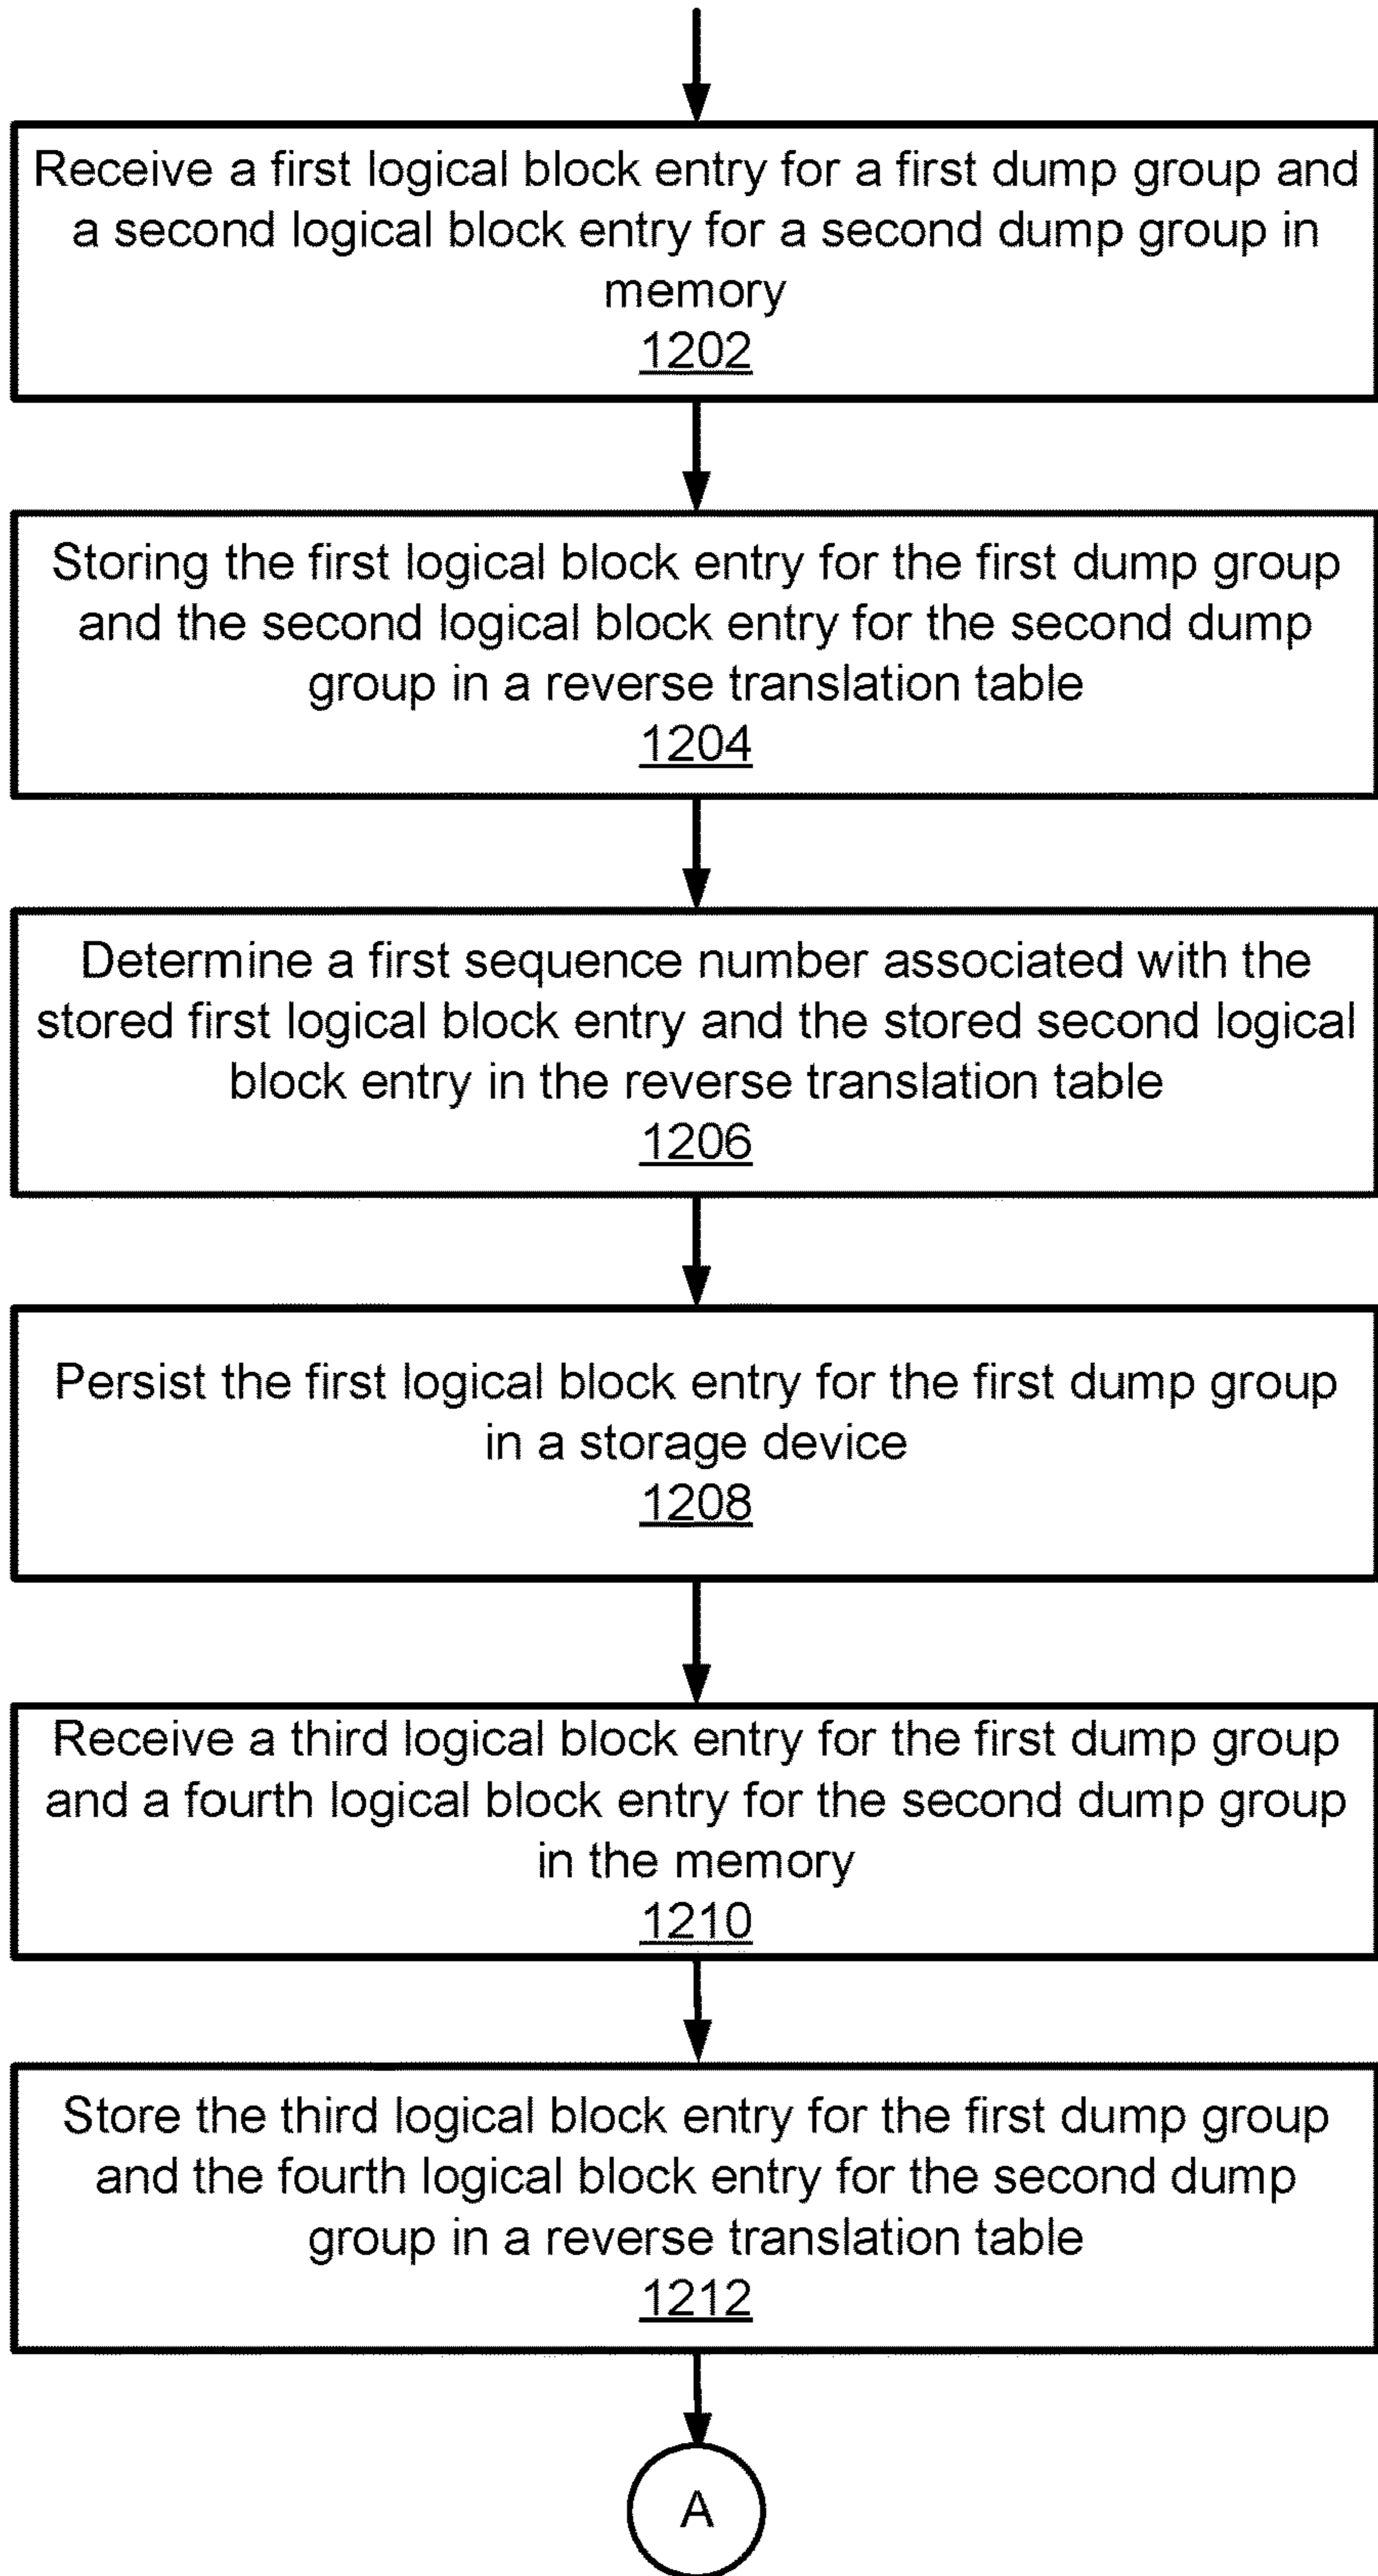 Receive a first logical block entry for a first dump group and
a second logical block entry for a second dump group in
memory
1202
Storing the first logical block entry for the first dump group
and the second logical block entry for the second dump
group in a reverse translation table
1204
Determine a first sequence number associated with the
stored first logical block entry and the stored second logical
block entry in the reverse translation table
1206
Persist the first logical block entry for the first dump group
in a storage device
1208
Receive a third logical block entry for the first dump group
and a fourth logical block entry for the second dump group
in the memory
1210
Store the third logical block entry for the first dump group
and the fourth logical block entry for the second dump
group in a reverse translation table
1212
A